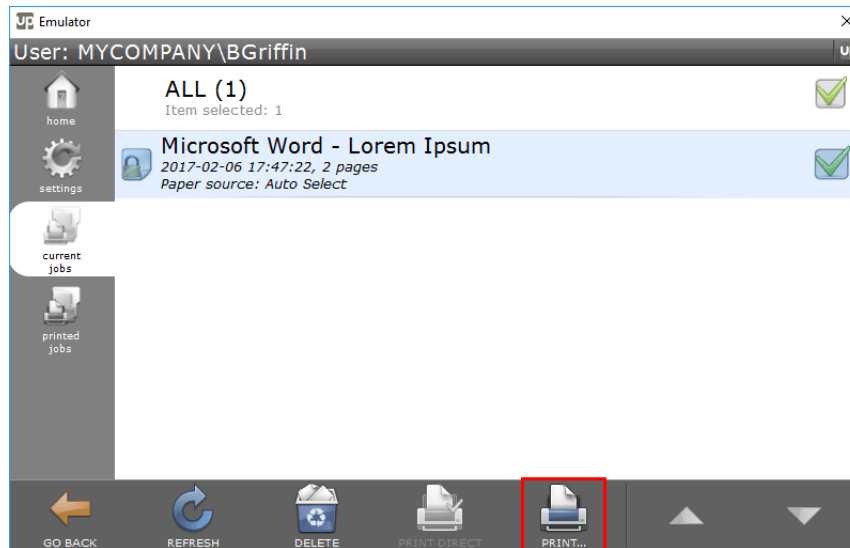 up Emulator
User: MYCOMPANY\BGriffin
home
settings
current
jobs
printed
jobs
ALL (1)
Item selected: 1
Microsoft Word - Lorem Ipsum
2017-02-06 17:47:22, 2 pages
Paper source: Auto Select
GO BACK
REFRESH
DELETE
PRINT DIRECT
PRINT...